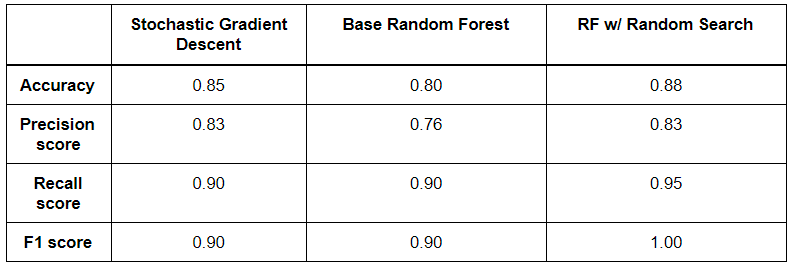 Stochastic Gradient Descent Base Random Forest RF w/ Random Search
Accuracy 0.85 0.80 0.88
Precision score 0.83 0.76 0.83
Recall score 0.90 0.90 0.95
F1 score 0.90 0.90 1.00